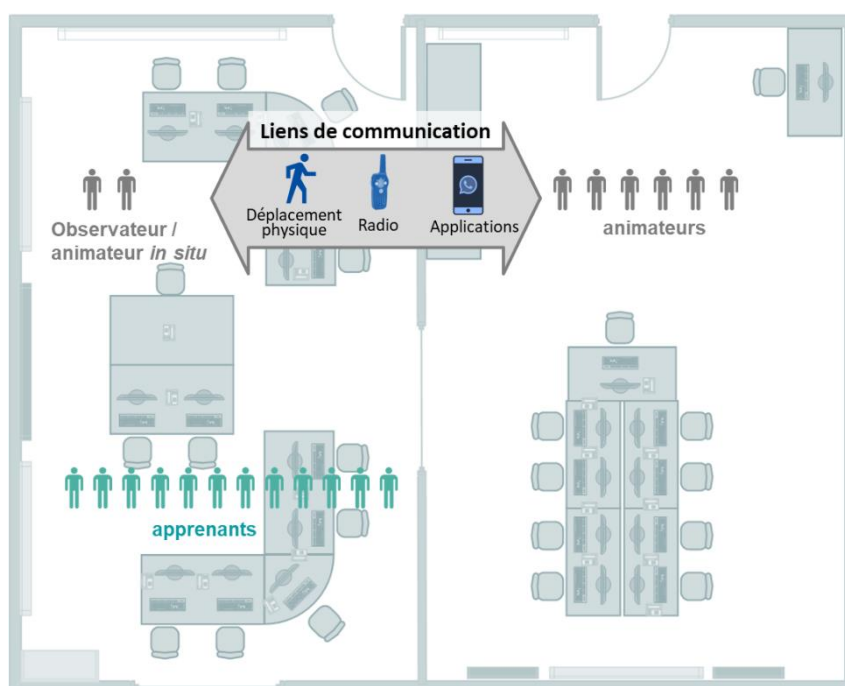 Liens de communication
Déplacement
physique
Radio
Applications
Observateur /
animateur in situ
animateurs
apprenants